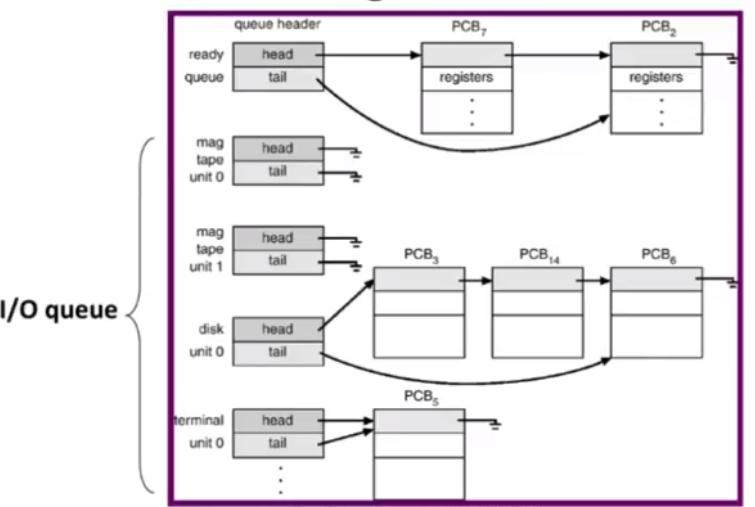 queue header PCB₇ PCB₂
ready head
queue tail registers registers
mag head
tape
unit 0 tail
mag head
tape
unit 1 tail
PCB₃ PCB₁₄ PCB₆
I/O queue
disk head
unit 0 tail
PCB₅
terminal head
unit 0 tail